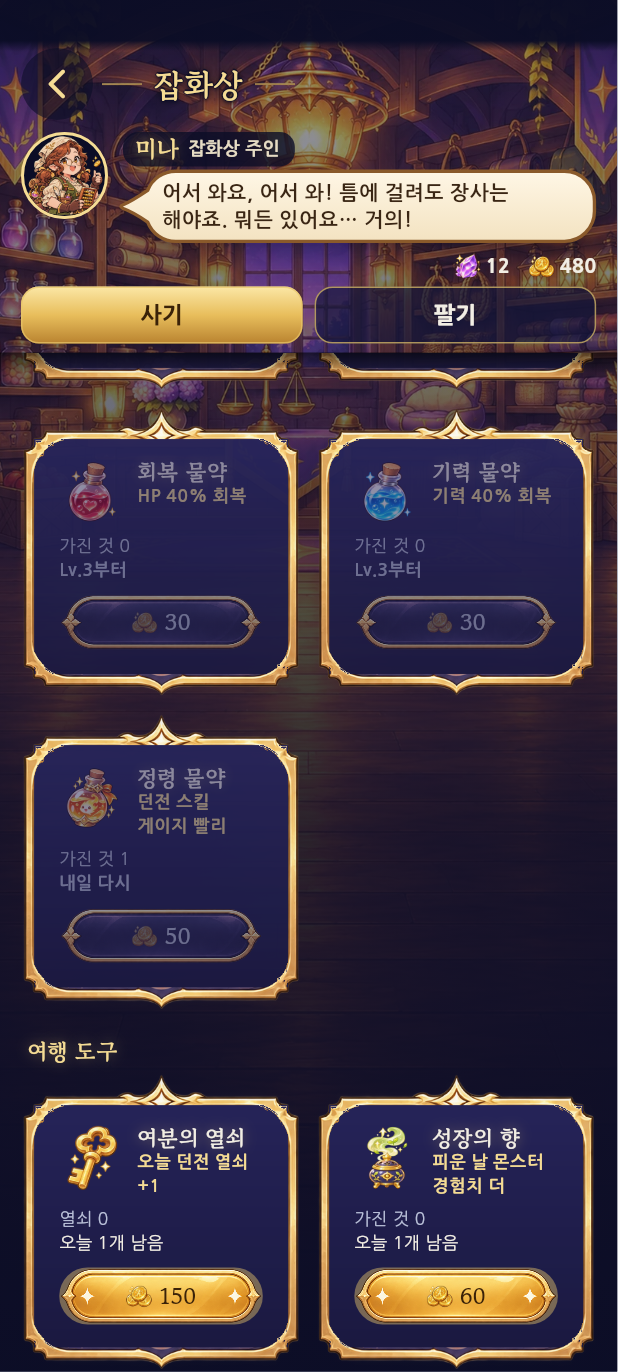 잡화상
미나 잡화상 주인
어서 와요, 어서 와! 틈에 걸려도 장사는
해야죠. 뭐든 있어요… 거의!
12 480
사기 팔기
회복 물약
HP 40% 회복
가진 것 0
Lv.3부터
30
기력 물약
기력 40% 회복
가진 것 0
Lv.3부터
30
정령 물약
던전 스킬
게이지 빨리
가진 것 1
내일 다시
50
여행 도구
여분의 열쇠
오늘 던전 열쇠
+1
열쇠 0
오늘 1개 남음
150
성장의 향
피운 날 몬스터
경험치 더
가진 것 0
오늘 1개 남음
60